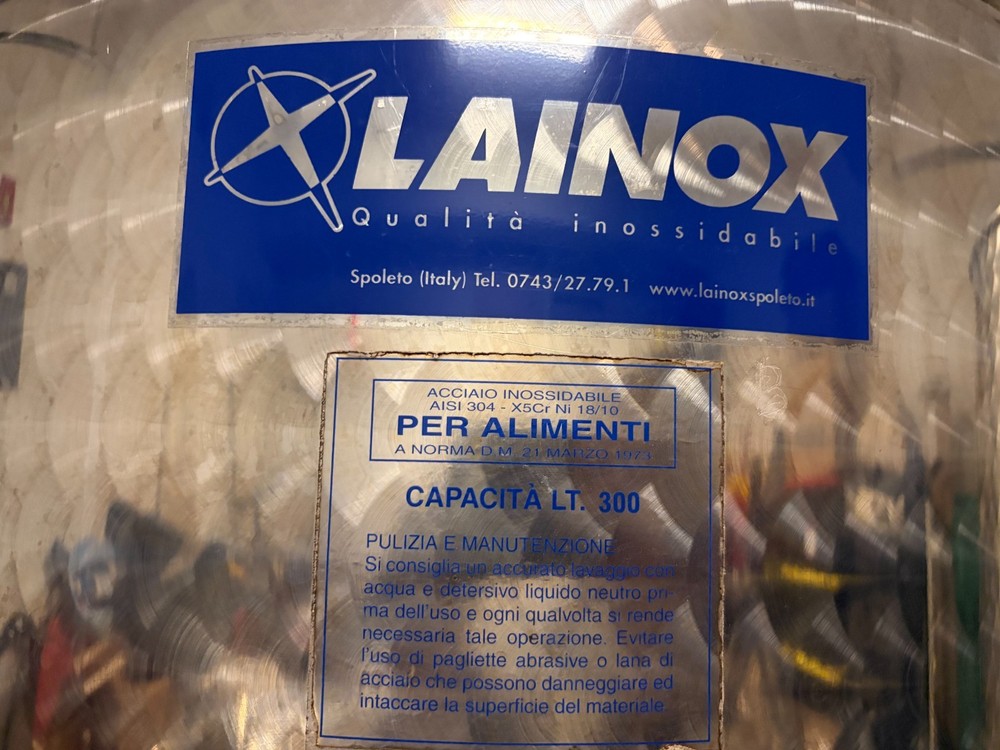 LAINOX
Qualità inossidabile
Spoleto (Italy) Tel. 0743/27.79.1 www.lainoxspoleto.it
ACCIAIO INOSSIDABILE
AISI 304 - X5Cr Ni 18/10
PER ALIMENTI
A NORMA D.M. 21 MARZO 1973
CAPACITÀ LT. 300
PULIZIA E MANUTENZIONE
Si consiglia un accurato lavaggio con
acqua e detersivo liquido neutro pri-
ma dell'uso e ogni qualvolta si rende
necessaria tale operazione. Evitare
l'uso di pagliette abrasive o lana di
acciaio che possono danneggiare ed
intaccare la superficie del materiale.